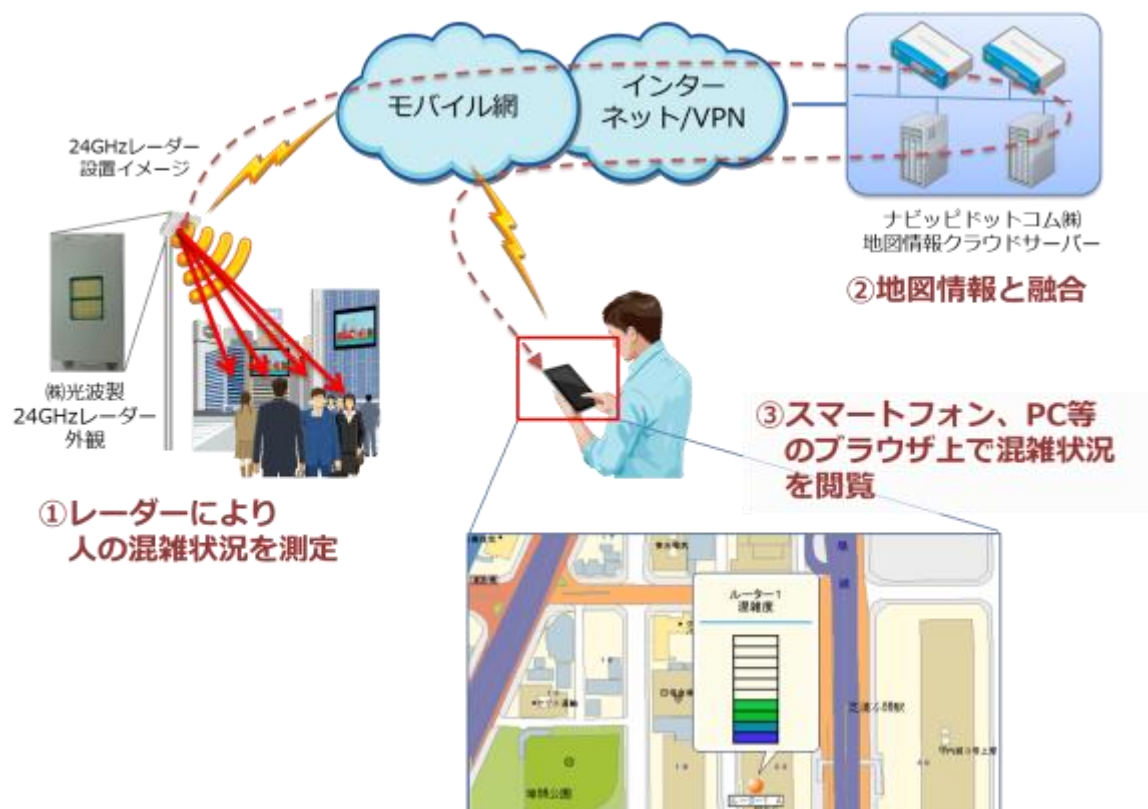 モバイル網
インター
ネット/VPN
24GHzレーダー
設置イメージ
ナビッピドットコム㈱
地図情報クラウドサーバー
②地図情報と融合
㈱光波製
24GHzレーダー
外観
③スマートフォン、PC等
のブラウザ上で混雑状況
を閲覧
①レーダーにより
人の混雑状況を測定
ルーター1
混雑度